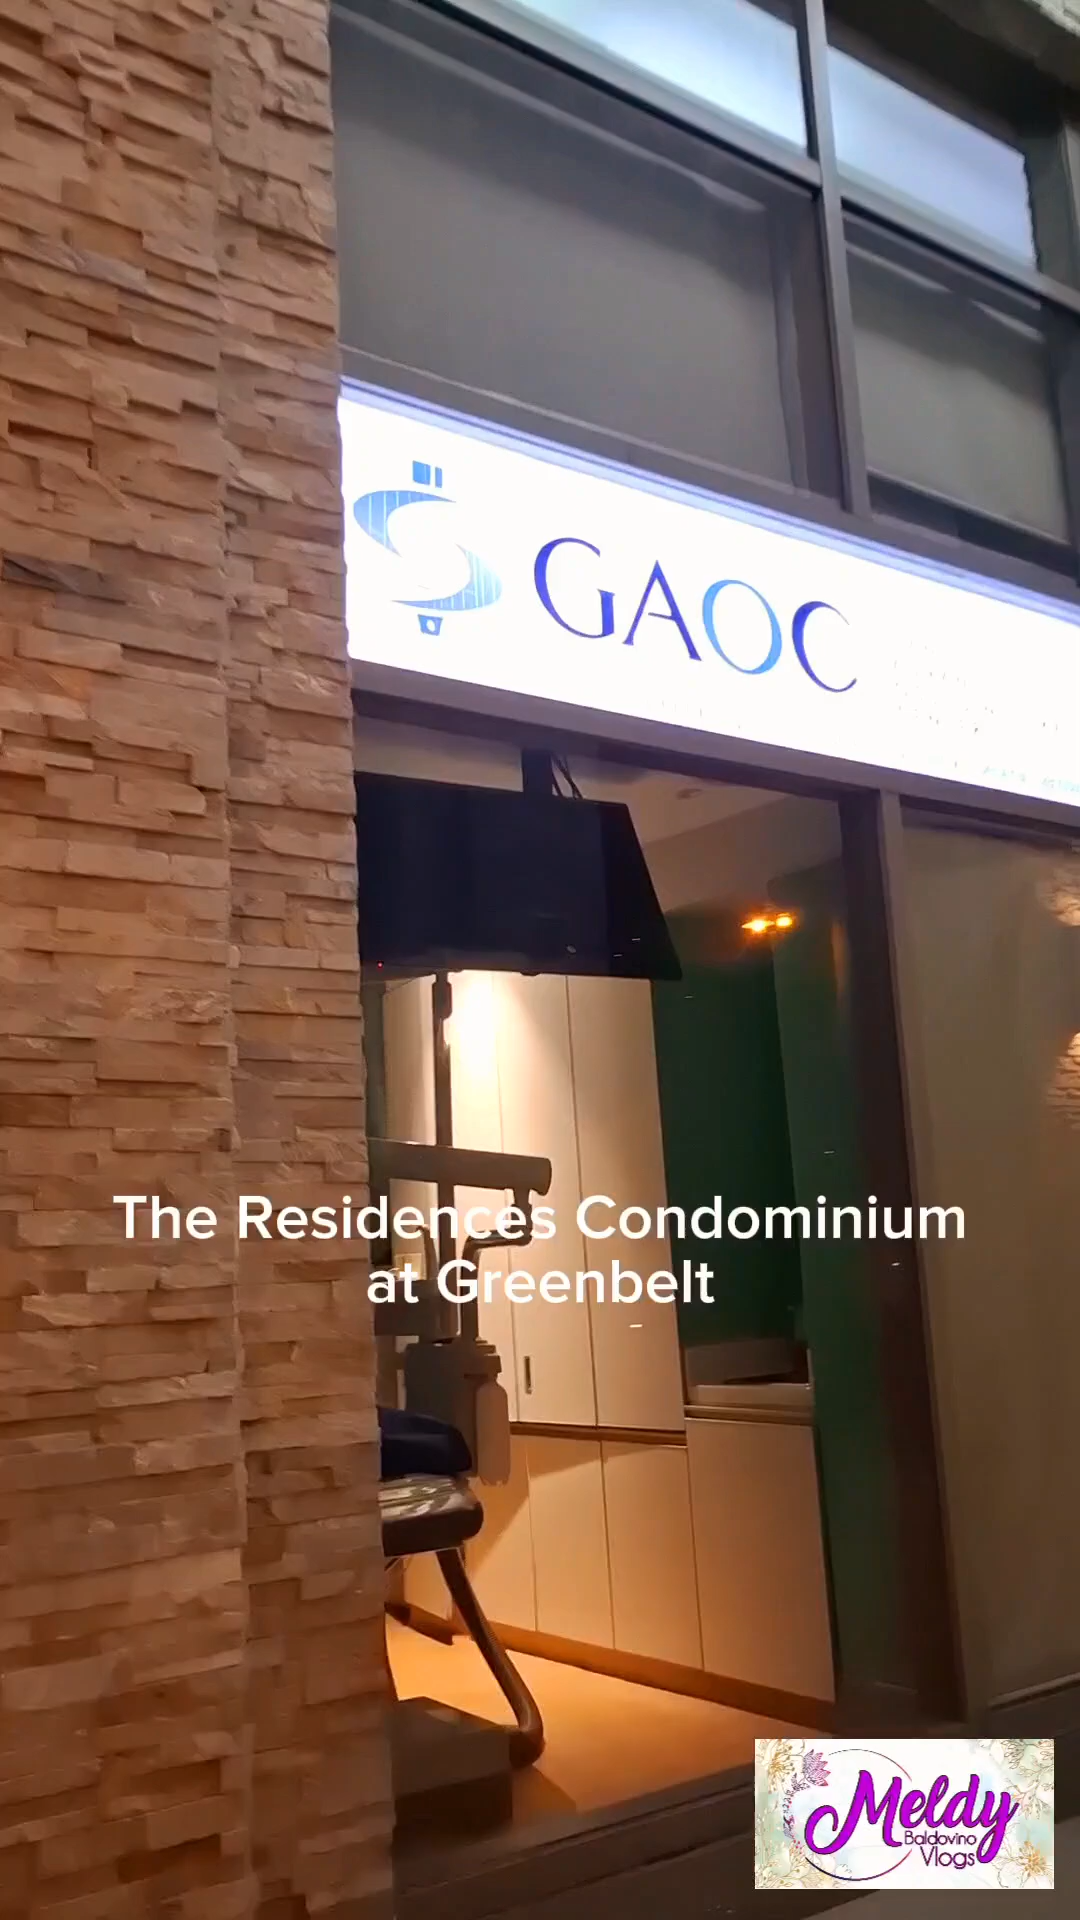 GAOC
The Residences Condominium
at Greenbelt
Meldy
Baldovino
Vlogs